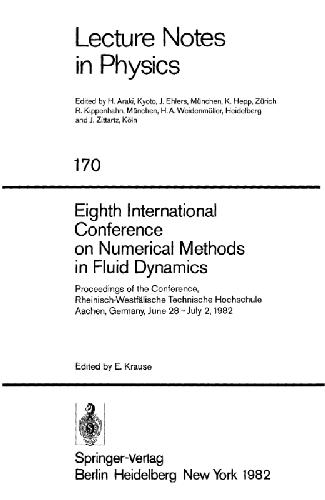 Lecture Notes
in Physics
Edited by H. Araki, Kyoto, J. Ehlers, München, K. Hepp, Zürich
R. Kippenhahn, München, H. A. Weidenmüller, Heidelberg
and J. Zittartz, Köln
170
Eighth International
Conference
on Numerical Methods
in Fluid Dynamics
Proceedings of the Conference,
Rheinisch-Westfälische Technische Hochschule
Aachen, Germany, June 28 – July 2, 1982
Edited by E. Krause
Springer-Verlag
Berlin Heidelberg New York 1982